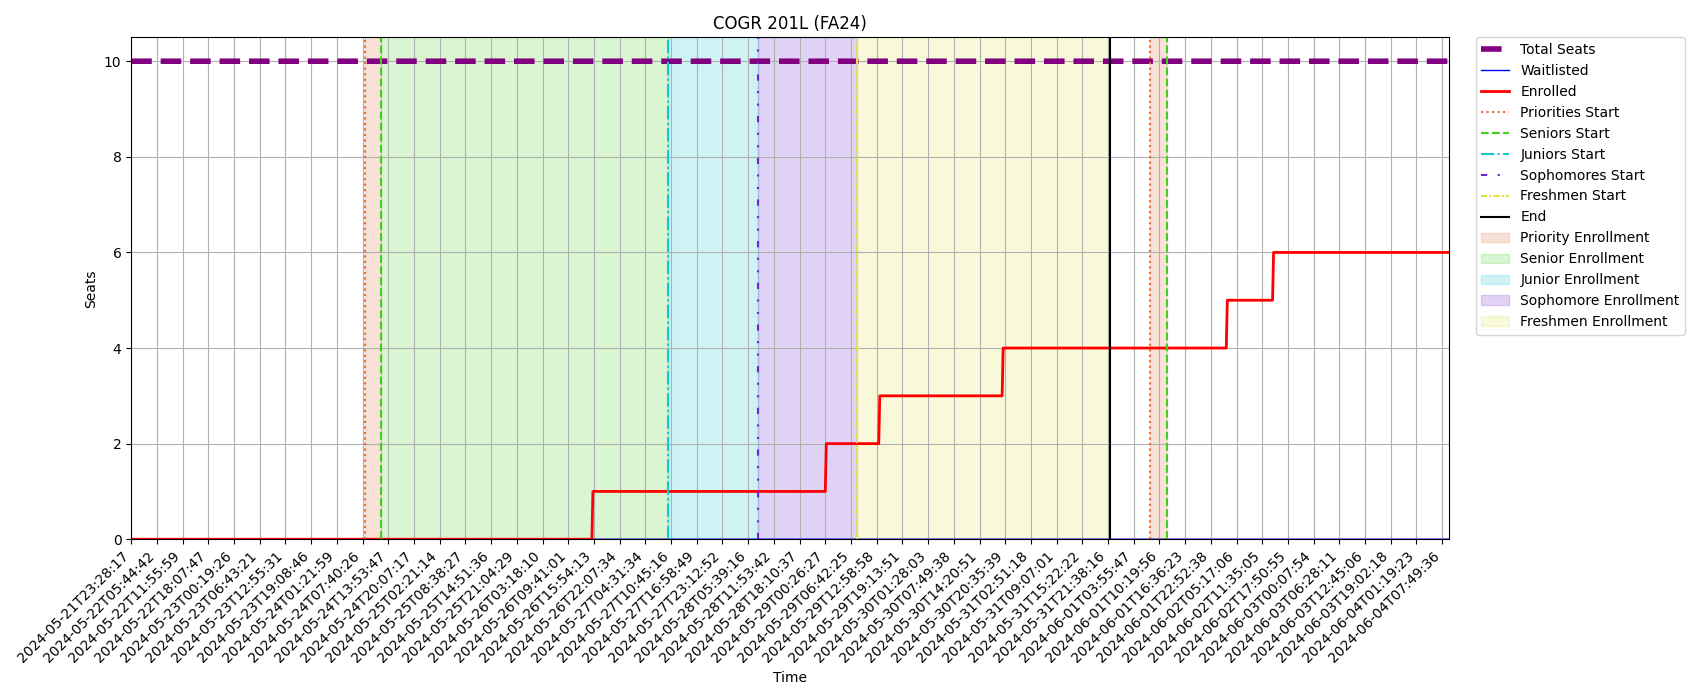 COGR 201L (FA24)
Seats
10
8
6
4
2
0
2024-05-21T23:28:17
2024-05-22T05:44:42
2024-05-22T11:55:59
2024-05-22T18:07:47
2024-05-23T00:19:26
2024-05-23T06:43:21
2024-05-23T12:55:31
2024-05-23T19:08:46
2024-05-24T01:21:59
2024-05-24T07:40:26
2024-05-24T13:53:47
2024-05-24T20:07:17
2024-05-25T02:21:14
2024-05-25T08:38:27
2024-05-25T14:51:36
2024-05-25T21:04:29
2024-05-26T03:18:10
2024-05-26T09:41:01
2024-05-26T15:54:13
2024-05-26T22:07:34
2024-05-27T04:31:34
2024-05-27T10:45:16
2024-05-27T16:58:49
2024-05-27T23:12:52
2024-05-28T05:39:16
2024-05-28T11:53:42
2024-05-28T18:10:37
2024-05-29T00:26:27
2024-05-29T06:42:25
2024-05-29T12:58:58
2024-05-29T19:13:51
2024-05-30T01:28:03
2024-05-30T07:49:38
2024-05-30T14:20:51
2024-05-30T20:35:39
2024-05-31T02:51:18
2024-05-31T09:07:01
2024-05-31T15:22:22
2024-05-31T21:38:16
2024-06-01T03:55:47
2024-06-01T10:19:56
2024-06-01T16:36:23
2024-06-01T22:52:38
2024-06-02T05:17:06
2024-06-02T11:35:05
2024-06-02T17:50:55
2024-06-03T00:07:54
2024-06-03T06:28:11
2024-06-03T12:45:06
2024-06-03T19:02:18
2024-06-04T01:19:23
2024-06-04T07:49:36
Time
Total Seats
Waitlisted
Enrolled
Priorities Start
Seniors Start
Juniors Start
Sophomores Start
Freshmen Start
End
Priority Enrollment
Senior Enrollment
Junior Enrollment
Sophomore Enrollment
Freshmen Enrollment